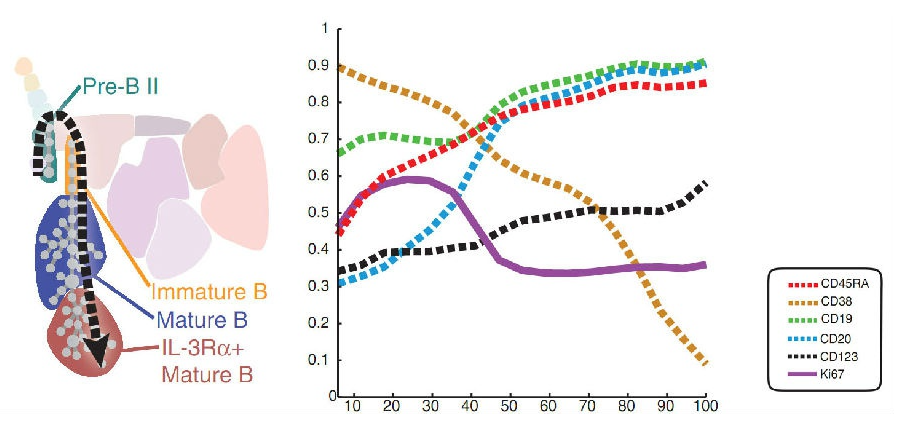 Pre-B II
Immature B
Mature B
IL-3Rα+
Mature B
1
0.9
0.8
0.7
0.6
0.5
0.4
0.3
0.2
0.1
0
10 20 30 40 50 60 70 80 90 100
CD45RA
CD38
CD19
CD20
CD123
Ki67